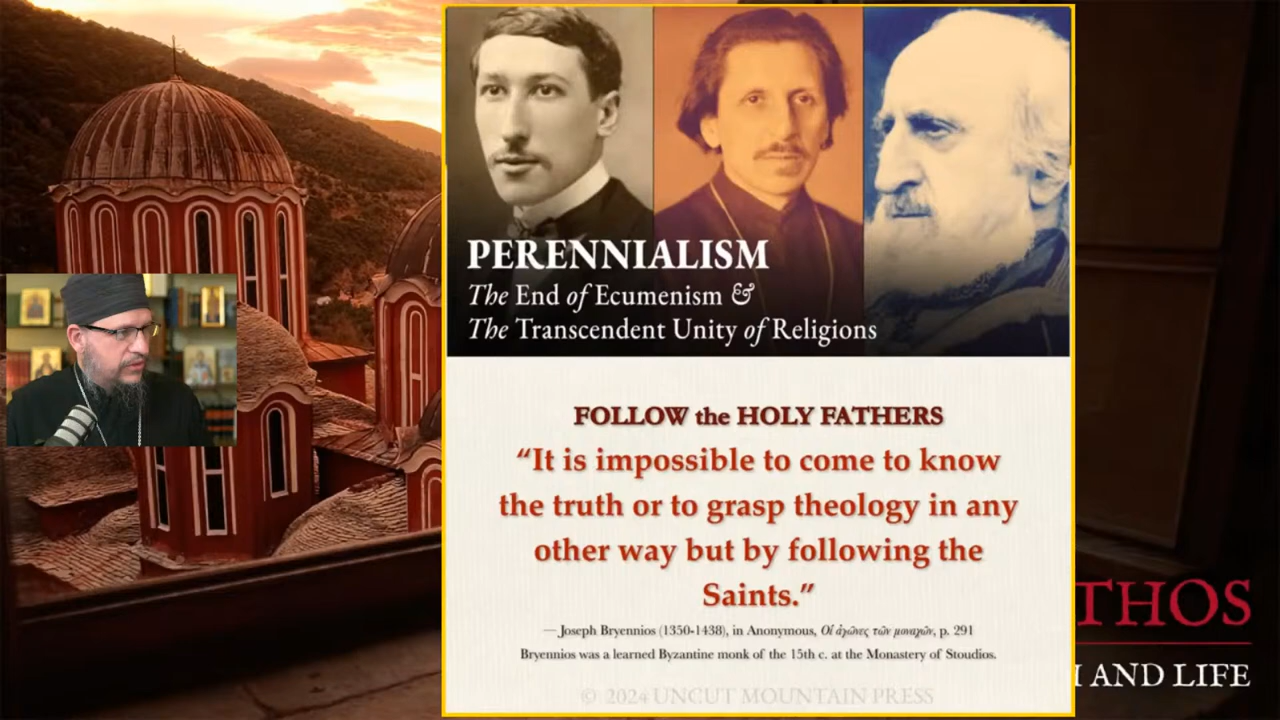 PERENNIALISM
The End of Ecumenism &
The Transcendent Unity of Religions
FOLLOW the HOLY FATHERS
“It is impossible to come to know
the truth or to grasp theology in any
other way but by following the
Saints.”
— Joseph Bryennios (1350-1438), in Anonymous, Οἱ ἀγῶνες τῶν μοναχῶν, p. 291
Bryennios was a learned Byzantine monk of the 15th c. at the Monastery of Stoudios.
© 2024 UNCUT MOUNTAIN PRESS
THOS
AND LIFE